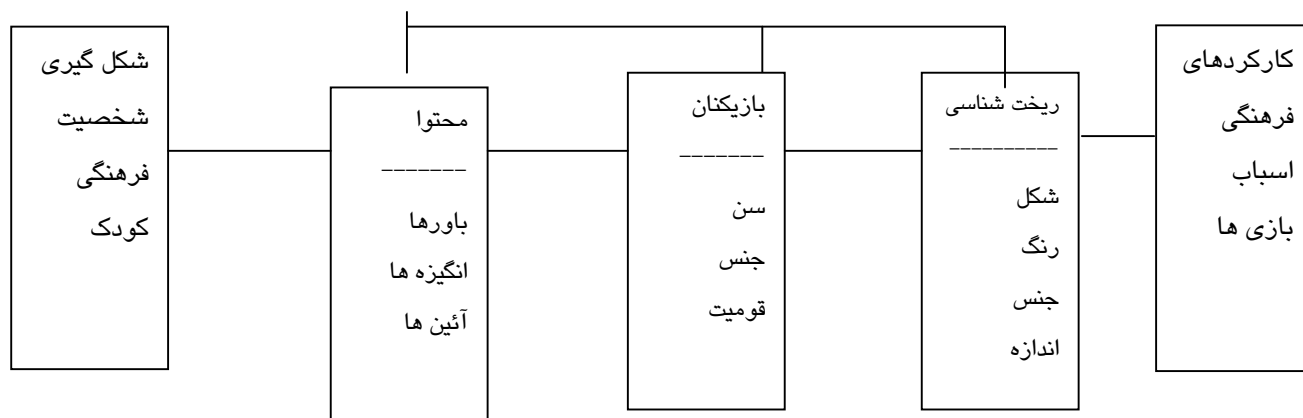 کارکردهای
فرهنگی
اسباب
بازی ها
ریخت شناسی
----------
شکل
رنگ
جنس
اندازه
بازیکنان
-------
سن
جنس
قومیت
محتوا
-------
باورها
انگیزه ها
آئین ها
شکل گیری
شخصیت
فرهنگی
کودک